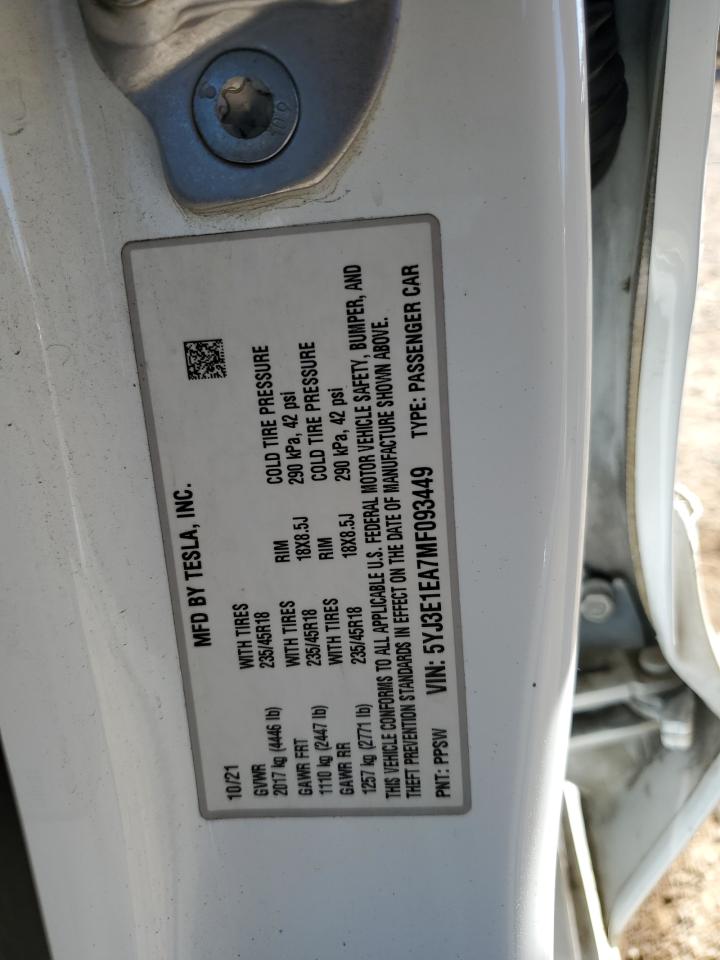 MFD BY TESLA, INC.
10/21
GVWR WITH TIRES RIM COLD TIRE PRESSURE
2017 kg (4446 lb) 235/45R18 18X8.5J 290 kPa, 42 psi
GAWR FRT WITH TIRES RIM COLD TIRE PRESSURE
1110 kg (2447 lb) 235/45R18 18X8.5J 290 kPa, 42 psi
GAWR RR WITH TIRES
1257 kg (2771 lb) 235/45R18
THIS VEHICLE CONFORMS TO ALL APPLICABLE U.S. FEDERAL MOTOR VEHICLE SAFETY, BUMPER, AND
THEFT PREVENTION STANDARDS IN EFFECT ON THE DATE OF MANUFACTURE SHOWN ABOVE.
PNT: PPSW VIN: 5YJ3E1EA7MF093449 TYPE: PASSENGER CAR